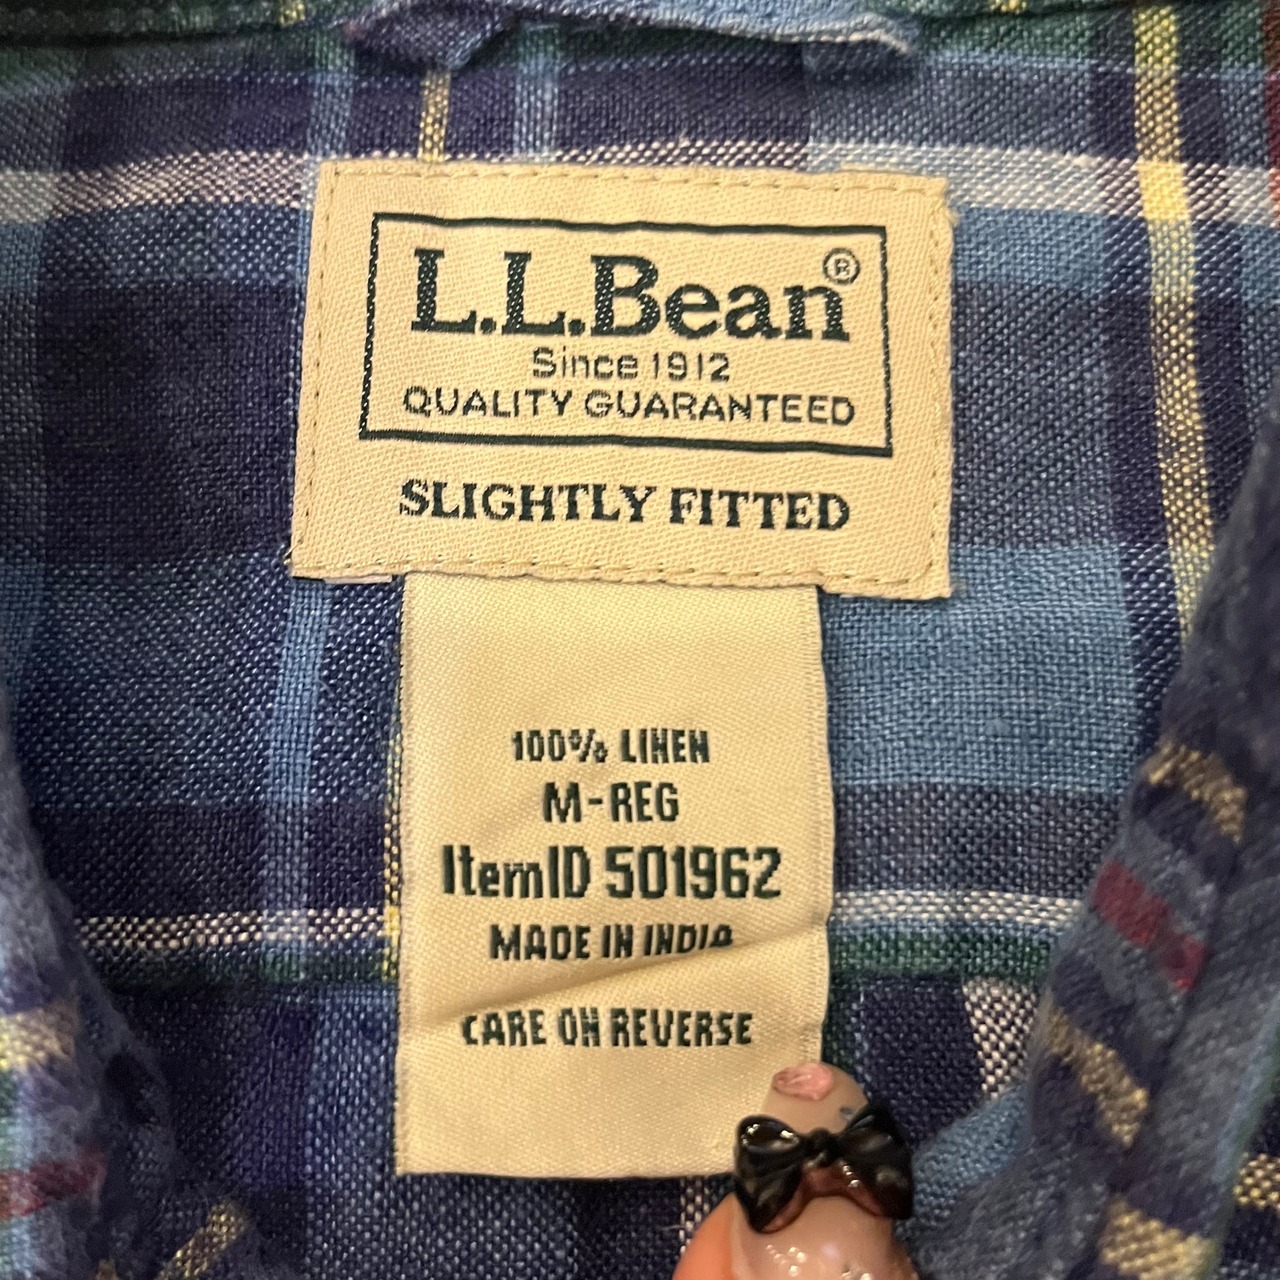 L.L.Bean®
Since 1912
QUALITY GUARANTEED
SLIGHTLY FITTED
100% LINEN
M-REG
ItemID 501962
MADE IN INDIA
CARE ON REVERSE